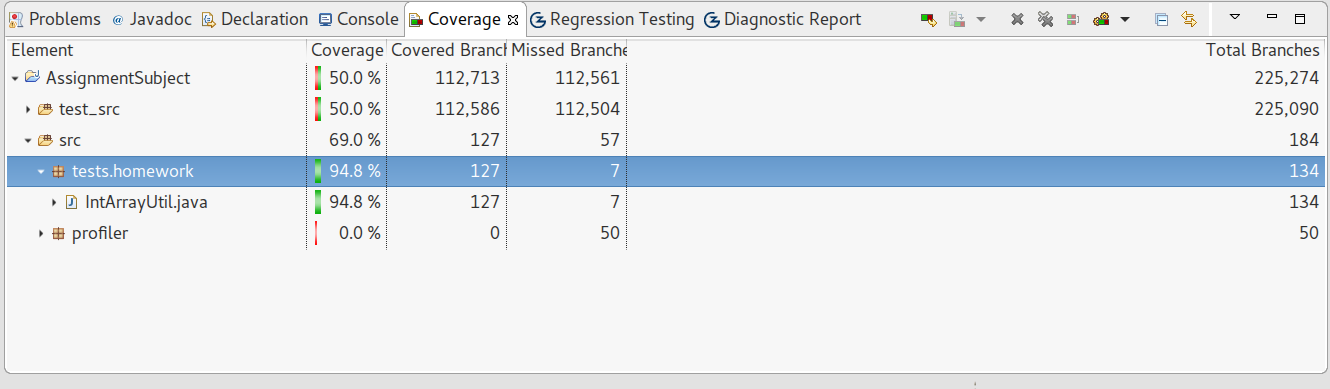 Problems @ Javadoc Declaration Console Coverage Regression Testing Diagnostic Report
Element Coverage Covered Branch Missed Branche Total Branches
AssignmentSubject 50.0 % 112,713 112,561 225,274
test_src 50.0 % 112,586 112,504 225,090
src 69.0 % 127 57 184
tests.homework 94.8 % 127 7 134
IntArrayUtil.java 94.8 % 127 7 134
profiler 0.0 % 0 50 50